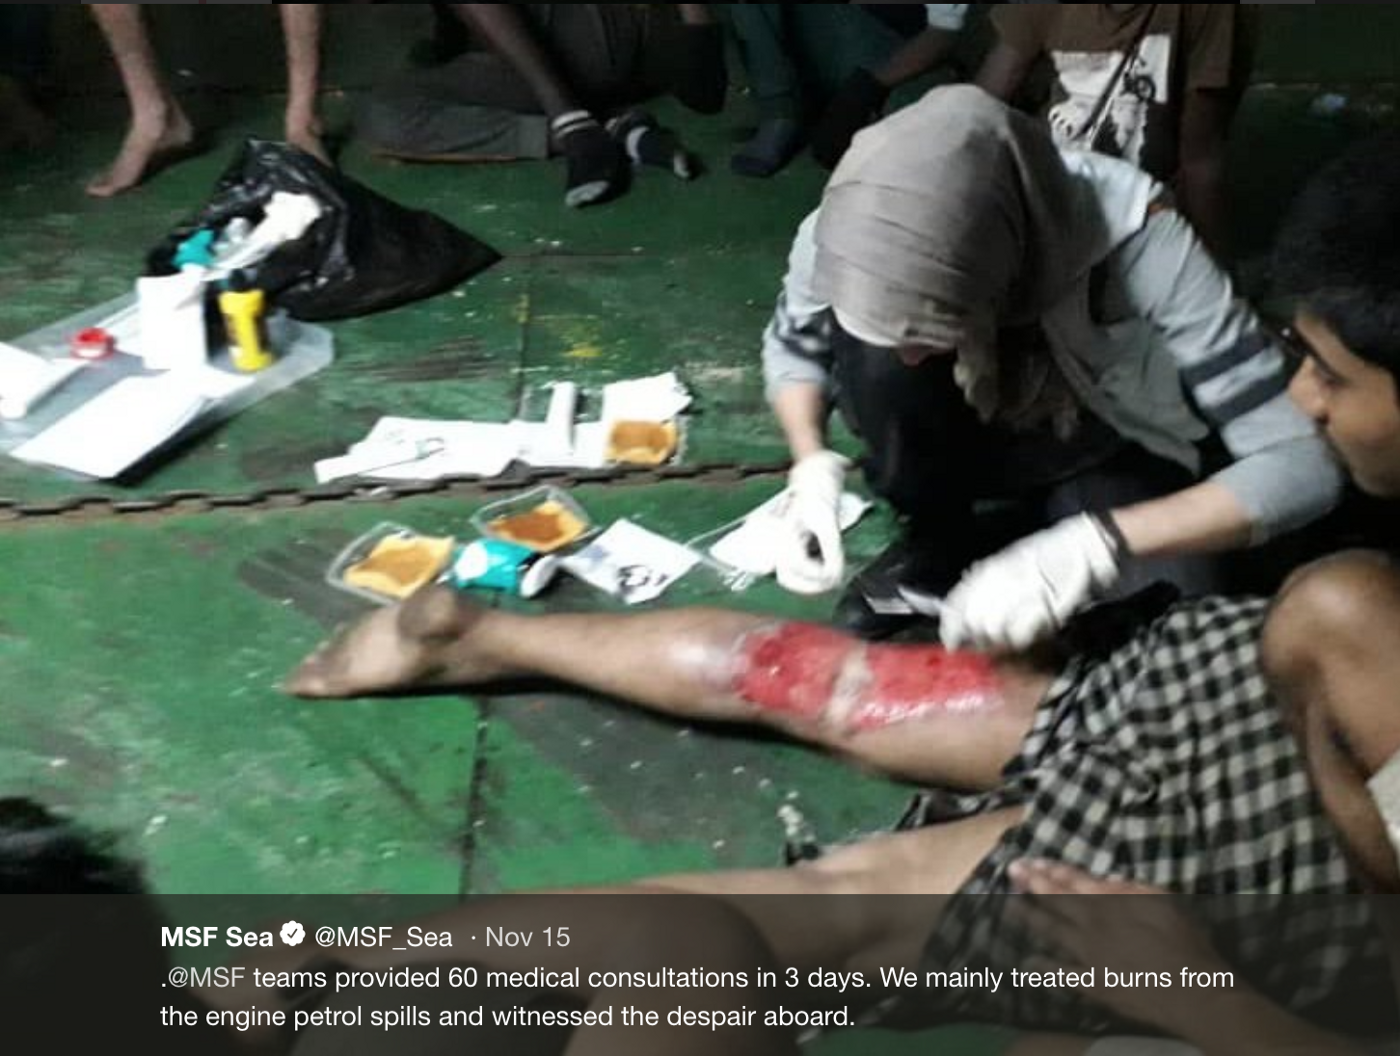 MSF Sea @MSF_Sea · Nov 15
.@MSF teams provided 60 medical consultations in 3 days. We mainly treated burns from
the engine petrol spills and witnessed the despair aboard.